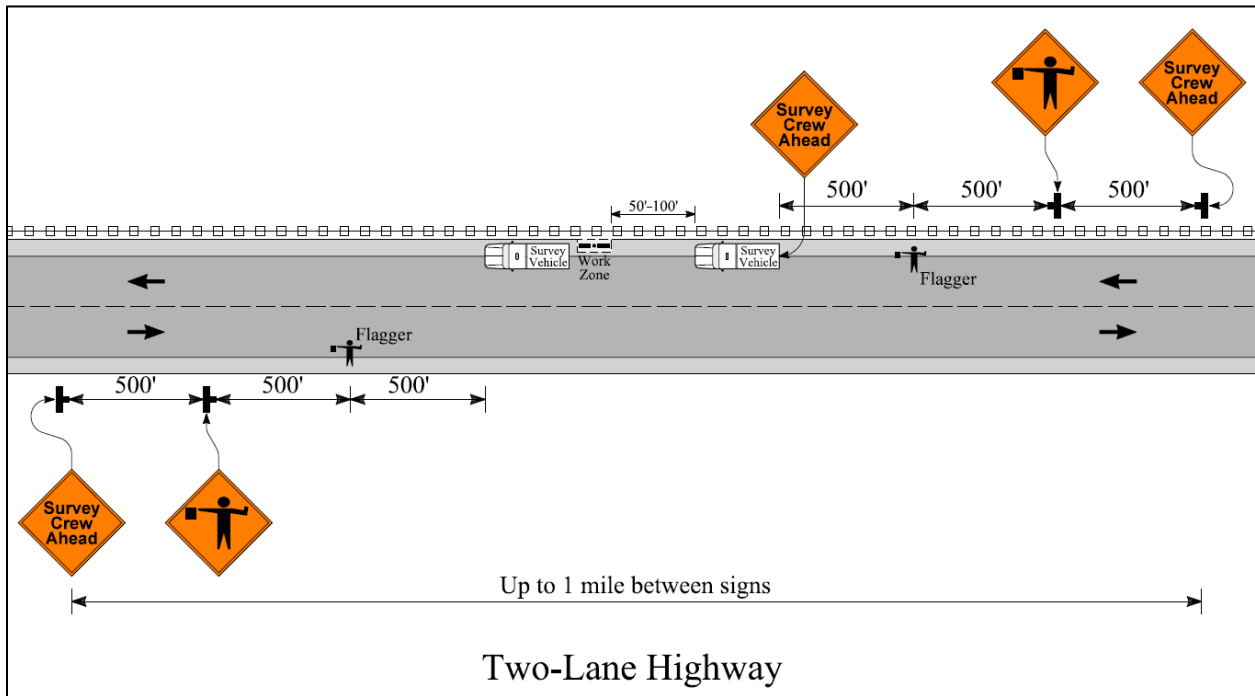 Survey
Crew
Ahead
Survey
Crew
Ahead
500'
500'
500'
50'-100'
Survey
Vehicle
Work
Zone
Survey
Vehicle
Flagger
Flagger
500'
500'
500'
Survey
Crew
Ahead
Up to 1 mile between signs
Two-Lane Highway